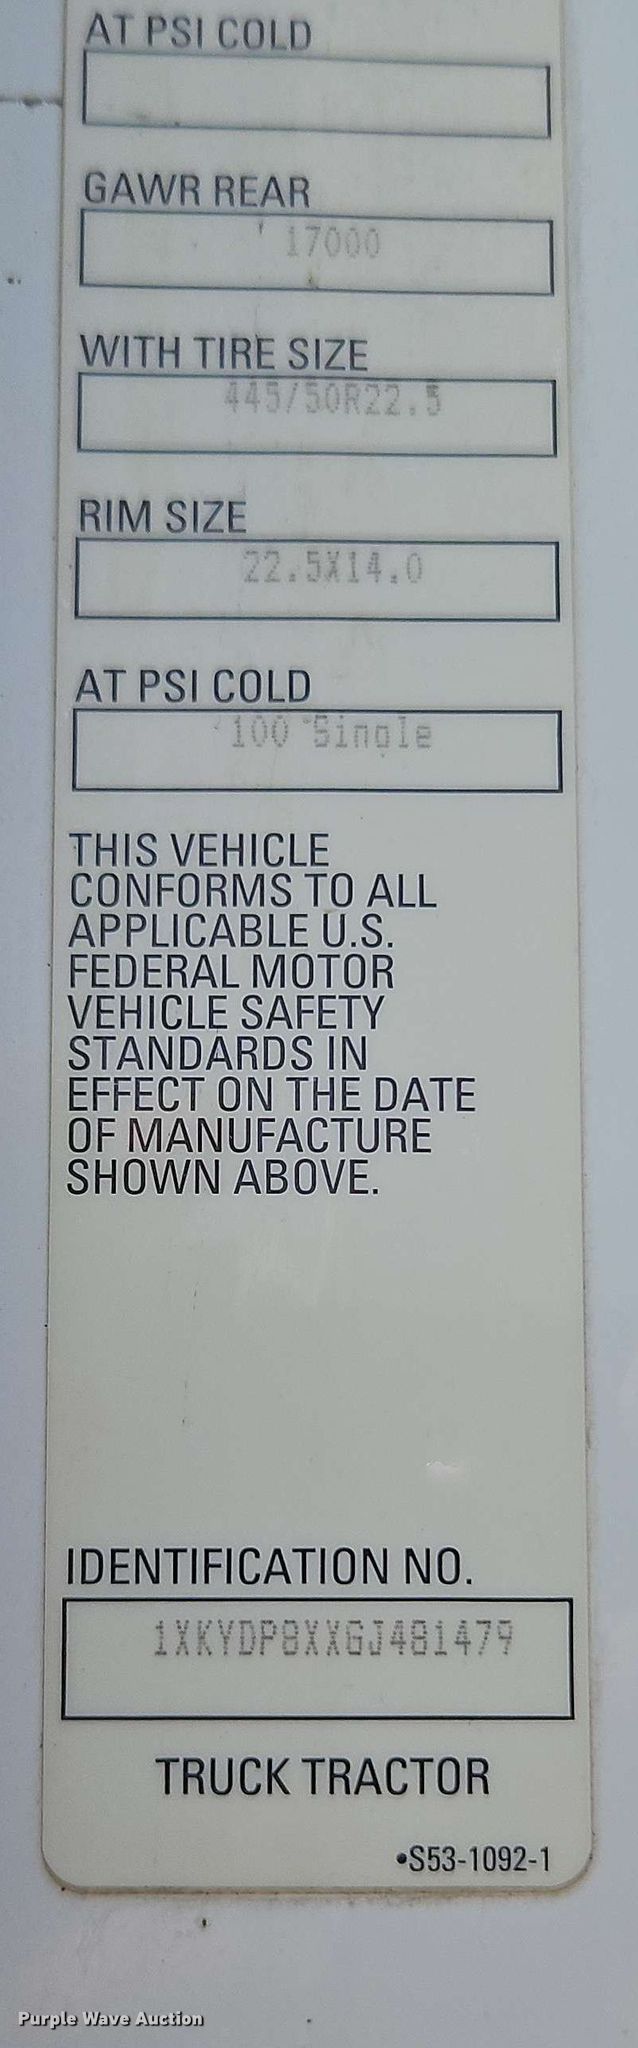 AT PSI COLD
GAWR REAR
17000
WITH TIRE SIZE
445/50R22.5
RIM SIZE
22.5X14.0
AT PSI COLD
100 Single
THIS VEHICLE
CONFORMS TO ALL
APPLICABLE U.S.
FEDERAL MOTOR
VEHICLE SAFETY
STANDARDS IN
EFFECT ON THE DATE
OF MANUFACTURE
SHOWN ABOVE.
IDENTIFICATION NO.
1XKYDP8XXGJ481479
TRUCK TRACTOR
•S53-1092-1
Purple Wave Auction